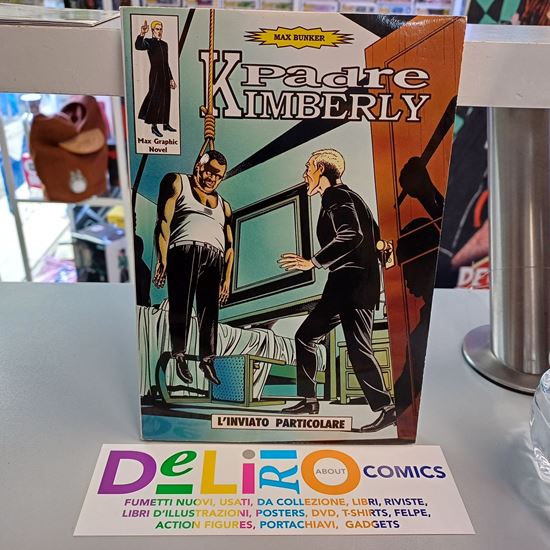 MAX BUNKER
Padre
KIMBERLY
Max Graphic
Novel
L'INVIATO PARTICOLARE
DeLiRiO ABOUT COMICS
FUMETTI NUOVI, USATI, DA COLLEZIONE, LIBRI, RIVISTE,
LIBRI D'ILLUSTRAZIONI, POSTERS, DVD, T-SHIRTS, FELPE,
ACTION FIGURES, PORTACHIAVI, GADGETS